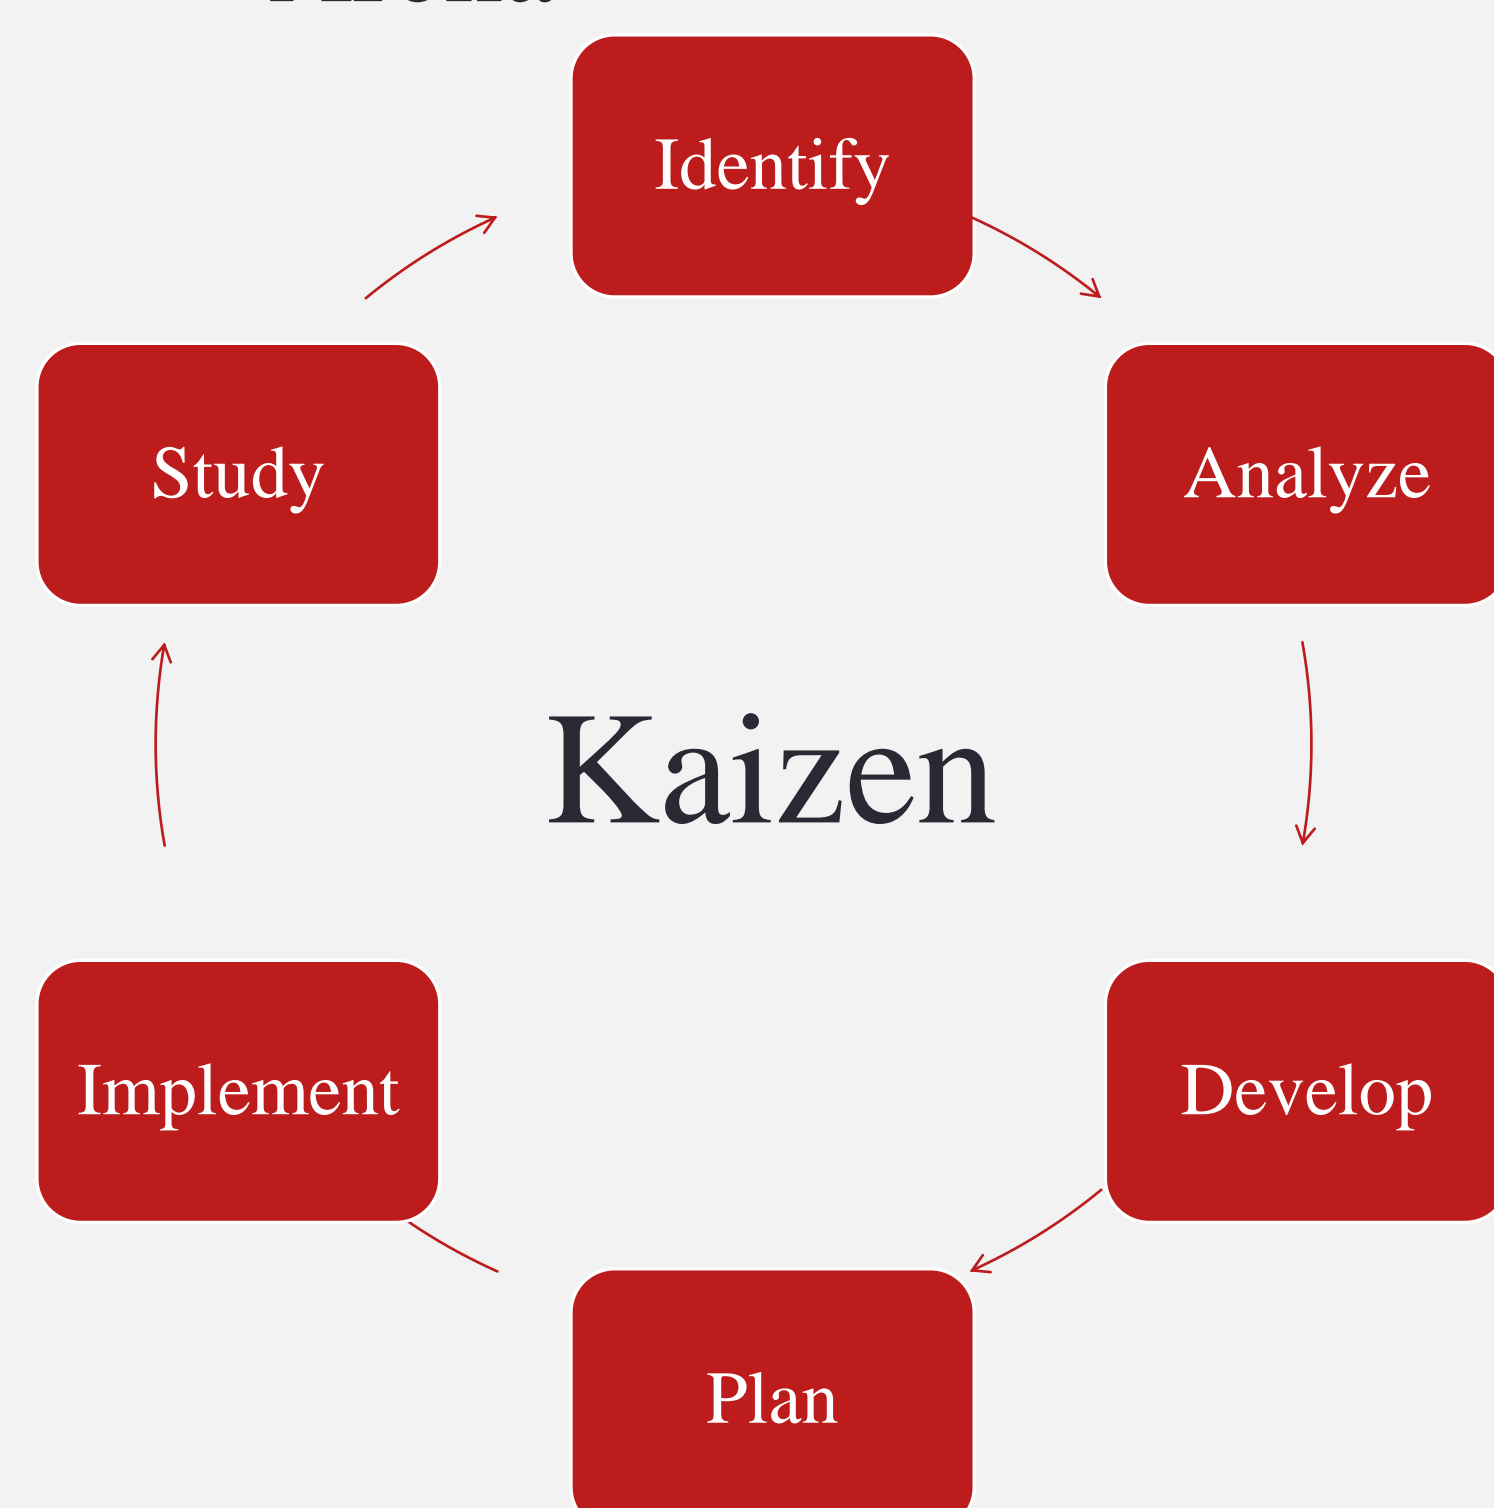 Identify
Study
Analyze
Kaizen
Implement
Develop
Plan